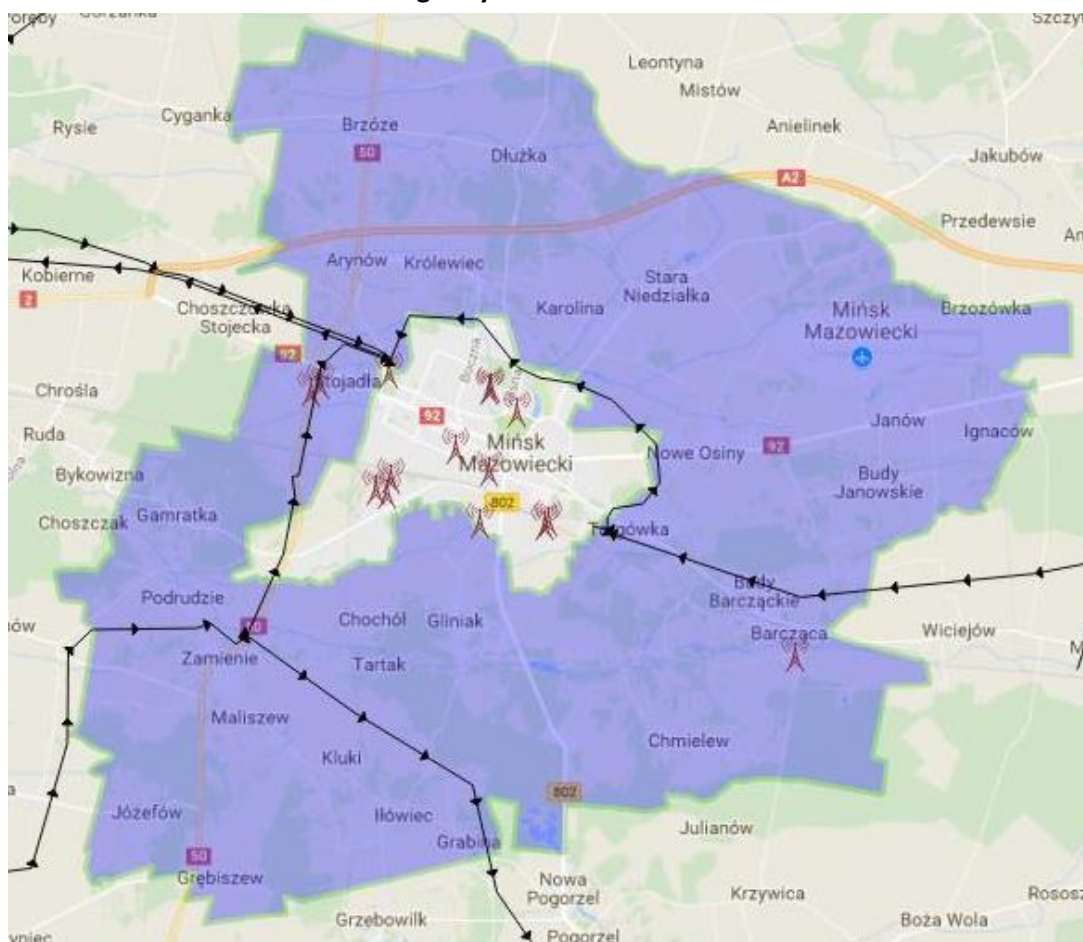 Szczy
Leontyna
Mistów
Cyganka
Rysie
Brzóze
50
Dłużka
Anielinek
Jakubów
A2
Przedewsie
Arynów
Królewiec
Kobierne
Stara
Niedziałka
2
Choszczówka
Stojecka
Karolina
Mińsk
Mazowiecki
Brzozówka
92
Stojadła
Chrośla
92
Janów
Ruda
Ignaców
Mińsk
Mazowiecki
Nowe Osiny
92
Bykowizna
Budy
Janowskie
802
Choszczak
Gamratka
Targówka
Budy
Barcząckie
Podrudzie
Chochół
Gliniak
Barcząca
Wiciejów
50
Zamienie
Tartak
Maliszew
Chmielew
Kluki
802
Józefów
Iłówiec
Julianów
Grabina
50
Grębiszew
Nowa
Pogorzel
Krzywica
Grzebowilk
Boża Wola
Pogorzel